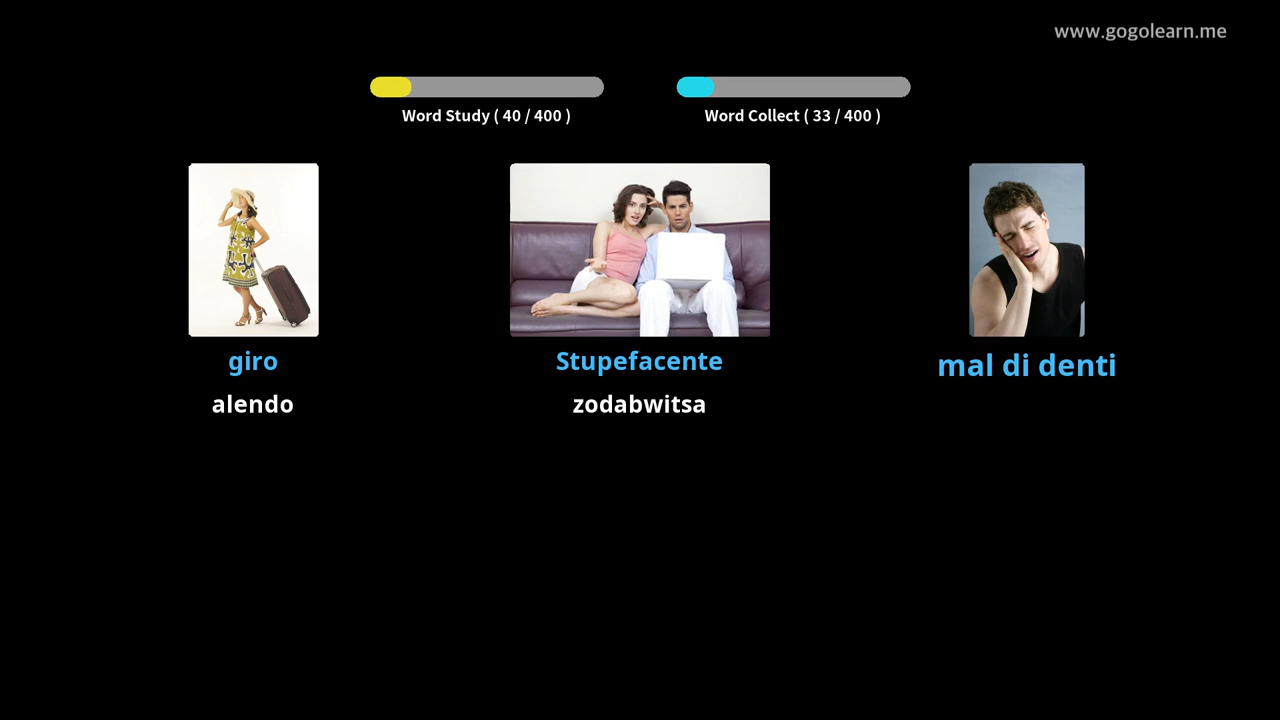 www.gogolearn.me
Word Study ( 40 / 400 )
Word Collect ( 33 / 400 )
giro
Stupefacente
mal di denti
alendo
zodabwitsa